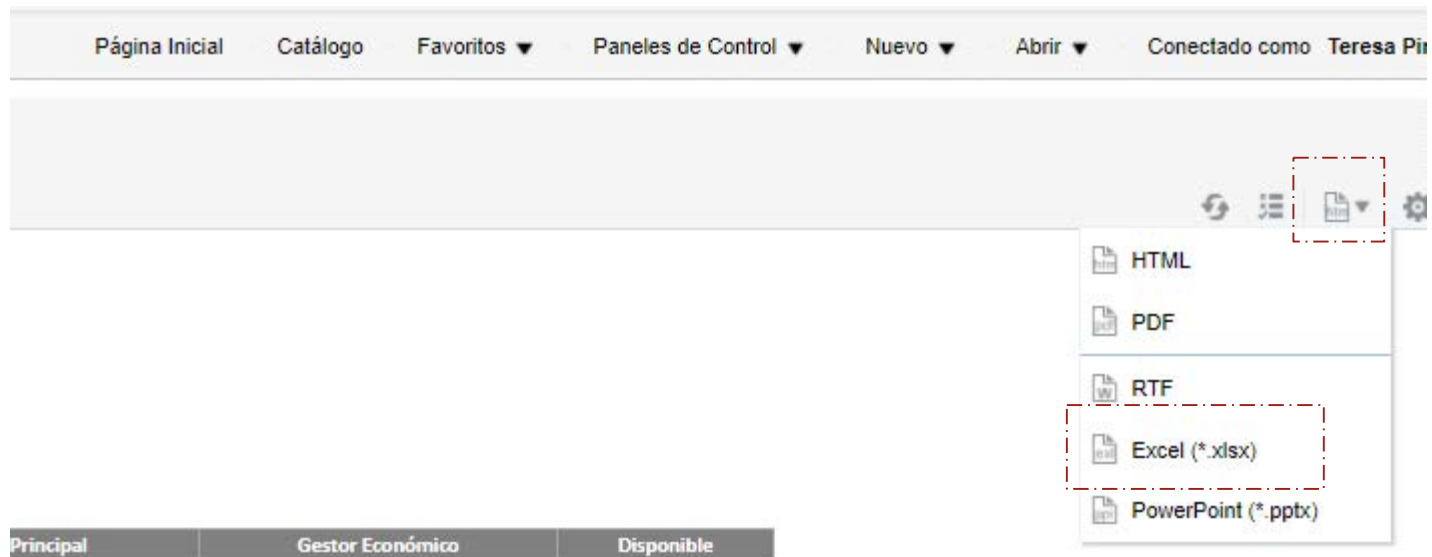 Página Inicial Catálogo Favoritos Paneles de Control Nuevo Abrir Conectado como Teresa
HTML
PDF
RTF
Excel (*.xlsx)
PowerPoint (*.pptx)
Principal Gestor Económico Disponible